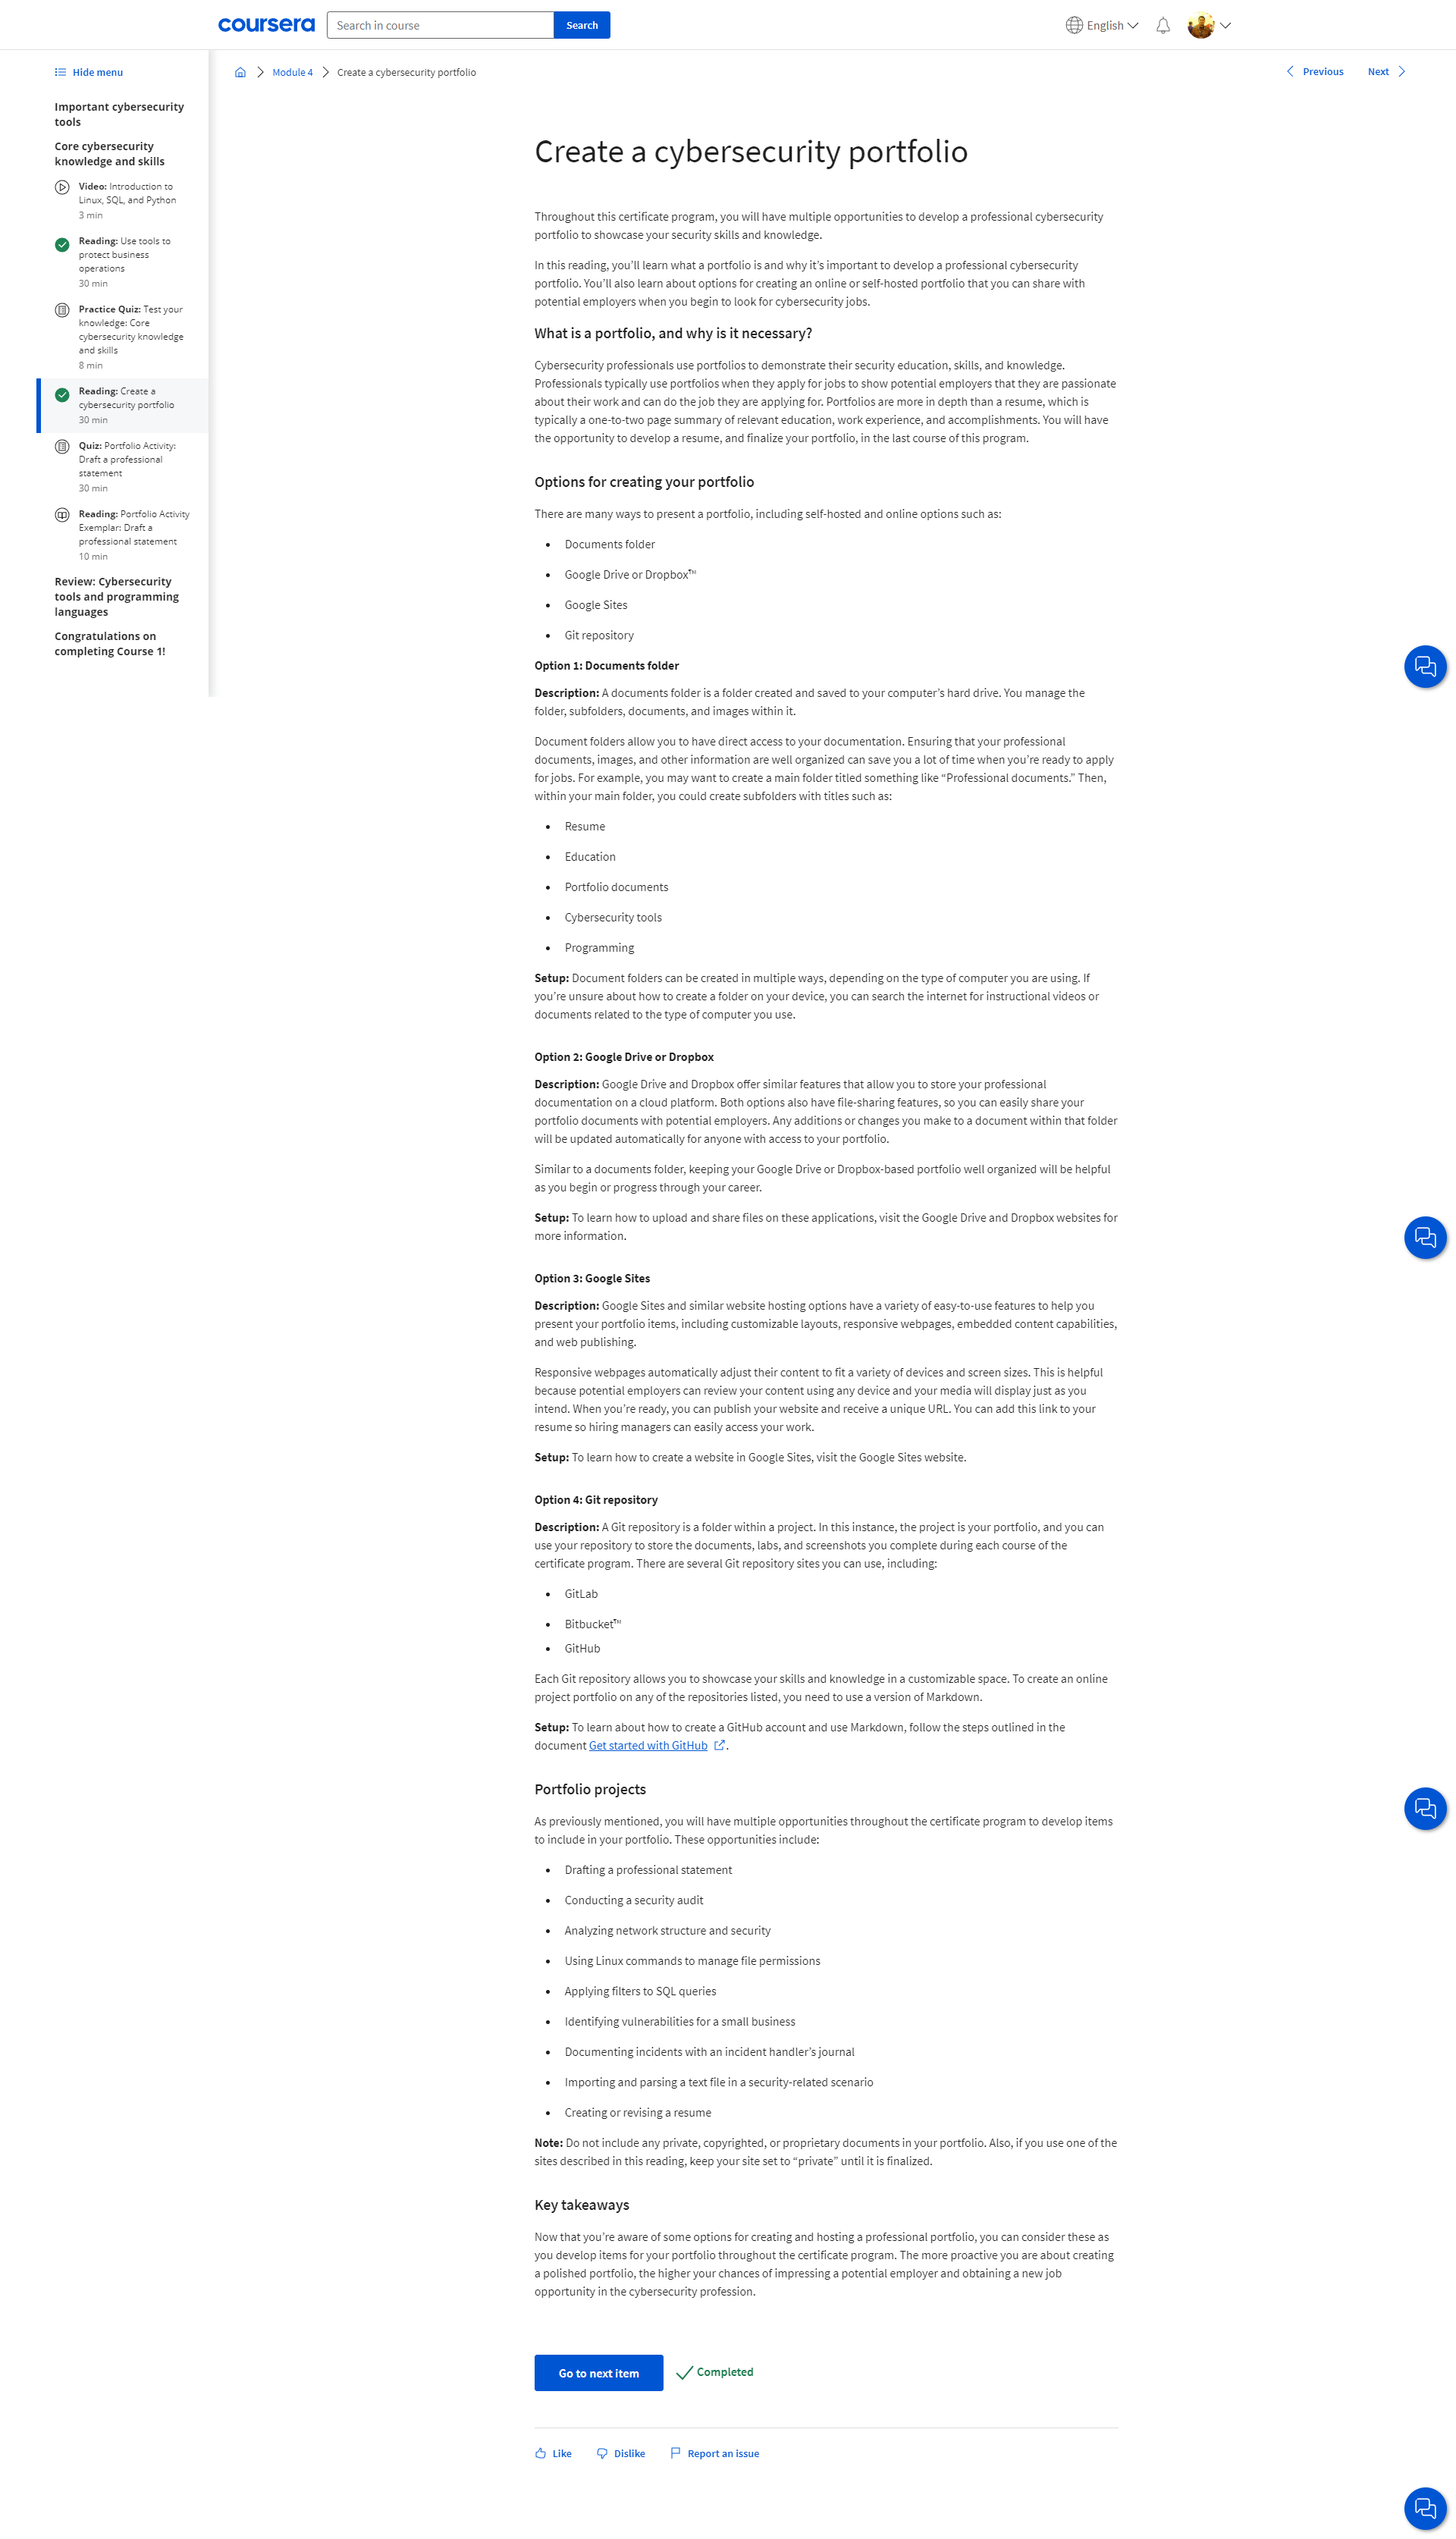 coursera
Search in course
Search
English
Hide menu
Important cybersecurity
tools
Core cybersecurity
knowledge and skills
Video: Introduction to
Linux, SQL, and Python
3 min
Reading: Use tools to
protect business
operations
30 min
Practice Quiz: Test your
knowledge: Core
cybersecurity knowledge
and skills
8 min
Reading: Create a
cybersecurity portfolio
30 min
Quiz: Portfolio Activity:
Draft a professional
statement
30 min
Reading: Portfolio Activity
Exemplar: Draft a
professional statement
10 min
Review: Cybersecurity
tools and programming
languages
Congratulations on
completing Course 1!
Module 4
Create a cybersecurity portfolio
Previous
Next
Create a cybersecurity portfolio
Throughout this certificate program, you will have multiple opportunities to develop a professional cybersecurity
portfolio to showcase your security skills and knowledge.
In this reading, you’ll learn what a portfolio is and why it’s important to develop a professional cybersecurity
portfolio. You’ll also learn about options for creating an online or self-hosted portfolio that you can share with
potential employers when you begin to look for cybersecurity jobs.
What is a portfolio, and why is it necessary?
Cybersecurity professionals use portfolios to demonstrate their security education, skills, and knowledge.
Professionals typically use portfolios when they apply for jobs to show potential employers that they are passionate
about their work and can do the job they are applying for. Portfolios are more in depth than a resume, which is
typically a one-to-two page summary of relevant education, work experience, and accomplishments. You will have
the opportunity to develop a resume, and finalize your portfolio, in the last course of this program.
Options for creating your portfolio
There are many ways to present a portfolio, including self-hosted and online options such as:
• Documents folder
• Google Drive or Dropbox™
• Google Sites
• Git repository
Option 1: Documents folder
Description: A documents folder is a folder created and saved to your computer’s hard drive. You manage the
folder, subfolders, documents, and images within it.
Document folders allow you to have direct access to your documentation. Ensuring that your professional
documents, images, and other information are well organized can save you a lot of time when you’re ready to apply
for jobs. For example, you may want to create a main folder titled something like “Professional documents.” Then,
within your main folder, you could create subfolders with titles such as:
• Resume
• Education
• Portfolio documents
• Cybersecurity tools
• Programming
Setup: Document folders can be created in multiple ways, depending on the type of computer you are using. If
you’re unsure about how to create a folder on your device, you can search the internet for instructional videos or
documents related to the type of computer you use.
Option 2: Google Drive or Dropbox
Description: Google Drive and Dropbox offer similar features that allow you to store your professional
documentation on a cloud platform. Both options also have file-sharing features, so you can easily share your
portfolio documents with potential employers. Any additions or changes you make to a document within that folder
will be updated automatically for anyone with access to your portfolio.
Similar to a documents folder, keeping your Google Drive or Dropbox-based portfolio well organized will be helpful
as you begin or progress through your career.
Setup: To learn how to upload and share files on these applications, visit the Google Drive and Dropbox websites for
more information.
Option 3: Google Sites
Description: Google Sites and similar website hosting options have a variety of easy-to-use features to help you
present your portfolio items, including customizable layouts, responsive webpages, embedded content capabilities,
and web publishing.
Responsive webpages automatically adjust their content to fit a variety of devices and screen sizes. This is helpful
because potential employers can review your content using any device and your media will display just as you
intend. When you’re ready, you can publish your website and receive a unique URL. You can add this link to your
resume so hiring managers can easily access your work.
Setup: To learn how to create a website in Google Sites, visit the Google Sites website.
Option 4: Git repository
Description: A Git repository is a folder within a project. In this instance, the project is your portfolio, and you can
use your repository to store the documents, labs, and screenshots you complete during each course of the
certificate program. There are several Git repository sites you can use, including:
• GitLab
• Bitbucket™
• GitHub
Each Git repository allows you to showcase your skills and knowledge in a customizable space. To create an online
project portfolio on any of the repositories listed, you need to use a version of Markdown.
Setup: To learn about how to create a GitHub account and use Markdown, follow the steps outlined in the
document Get started with GitHub .
Portfolio projects
As previously mentioned, you will have multiple opportunities throughout the certificate program to develop items
to include in your portfolio. These opportunities include:
• Drafting a professional statement
• Conducting a security audit
• Analyzing network structure and security
• Using Linux commands to manage file permissions
• Applying filters to SQL queries
• Identifying vulnerabilities for a small business
• Documenting incidents with an incident handler’s journal
• Importing and parsing a text file in a security-related scenario
• Creating or revising a resume
Note: Do not include any private, copyrighted, or proprietary documents in your portfolio. Also, if you use one of the
sites described in this reading, keep your site set to “private” until it is finalized.
Key takeaways
Now that you’re aware of some options for creating and hosting a professional portfolio, you can consider these as
you develop items for your portfolio throughout the certificate program. The more proactive you are about creating
a polished portfolio, the higher your chances of impressing a potential employer and obtaining a new job
opportunity in the cybersecurity profession.
Go to next item
Completed
Like
Dislike
Report an issue